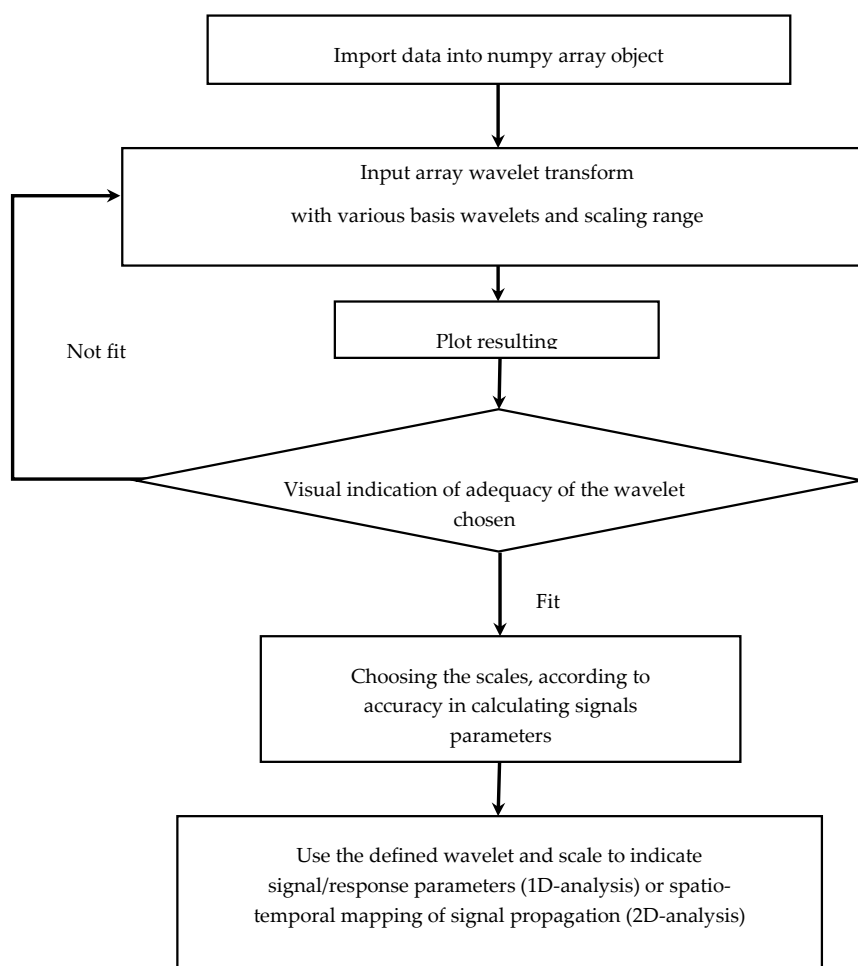 Import data into numpy array object
Input array wavelet transform
with various basis wavelets and scaling range
Plot resulting
Not fit
Visual indication of adequacy of the wavelet
chosen
Fit
Choosing the scales, according to
accuracy in calculating signals
parameters
Use the defined wavelet and scale to indicate
signal/response parameters (1D-analysis) or spatio-
temporal mapping of signal propagation (2D-analysis)